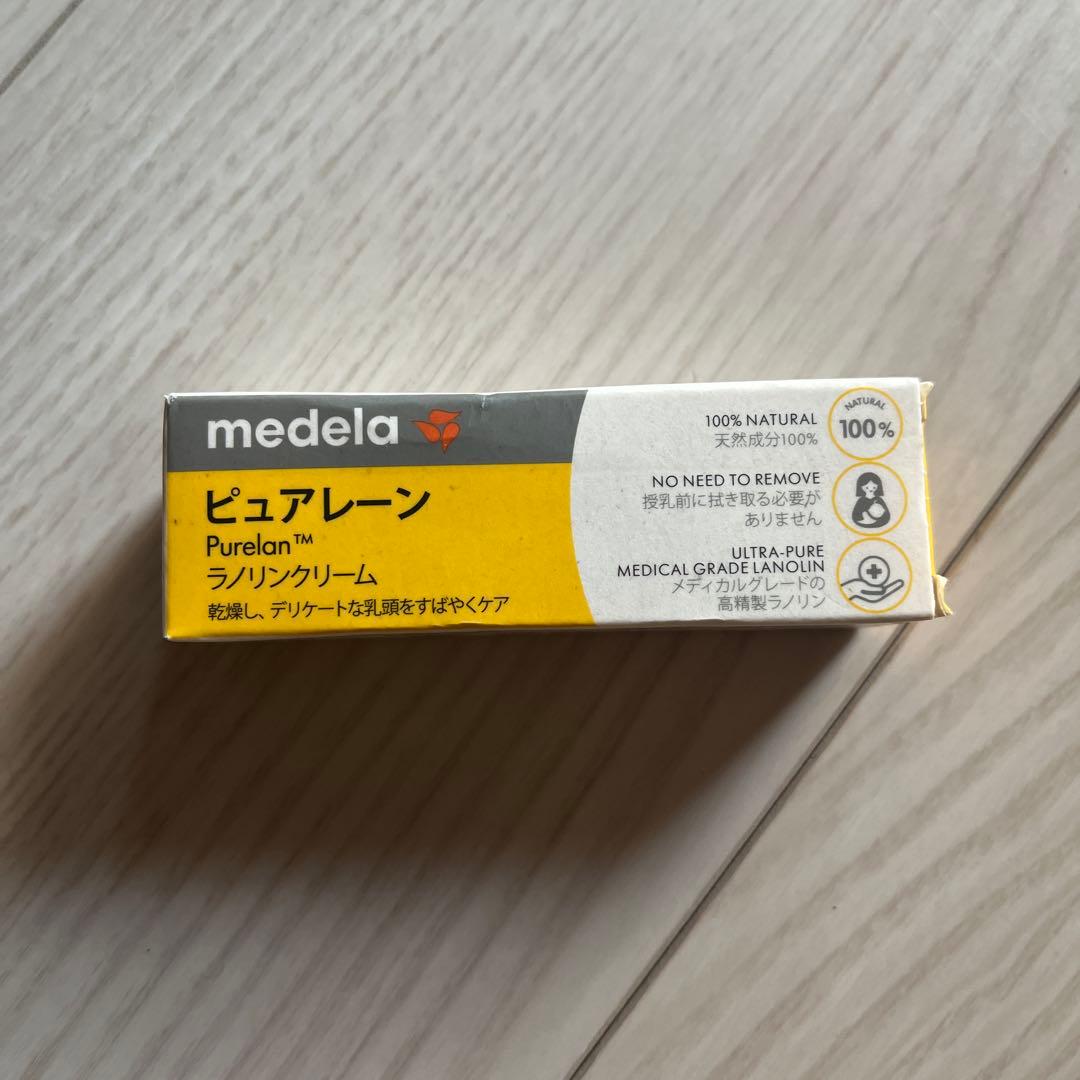 medela
ピュアレーン
Purelan™
ラノリンクリーム
乾燥し、デリケートな乳頭をすばやくケア
100% NATURAL
天然成分100%
NATURAL
100%
NO NEED TO REMOVE
授乳前に拭き取る必要が
ありません
ULTRA-PURE
MEDICAL GRADE LANOLIN
メディカルグレードの
高精製ラノリン